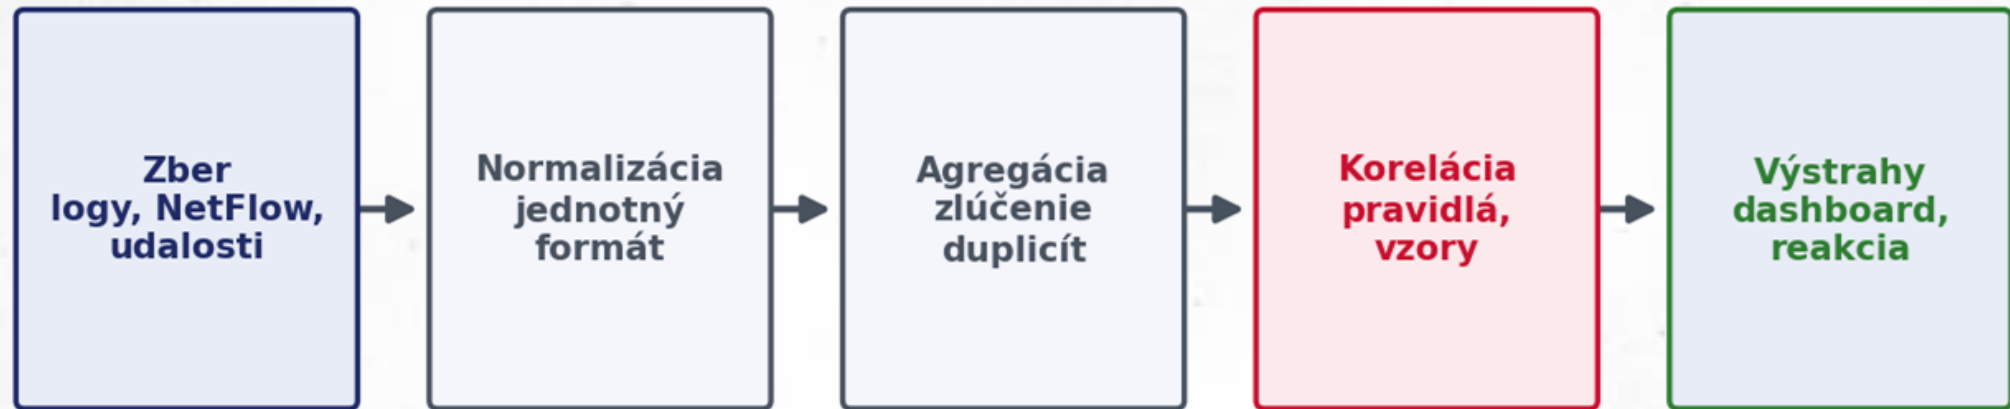 Zber
logy, NetFlow,
udalosti
Normalizácia
jednotný
formát
Agregácia
zlúčenie
duplicít
Korelácia
pravidlá,
vzory
Výstrahy
dashboard,
reakcia